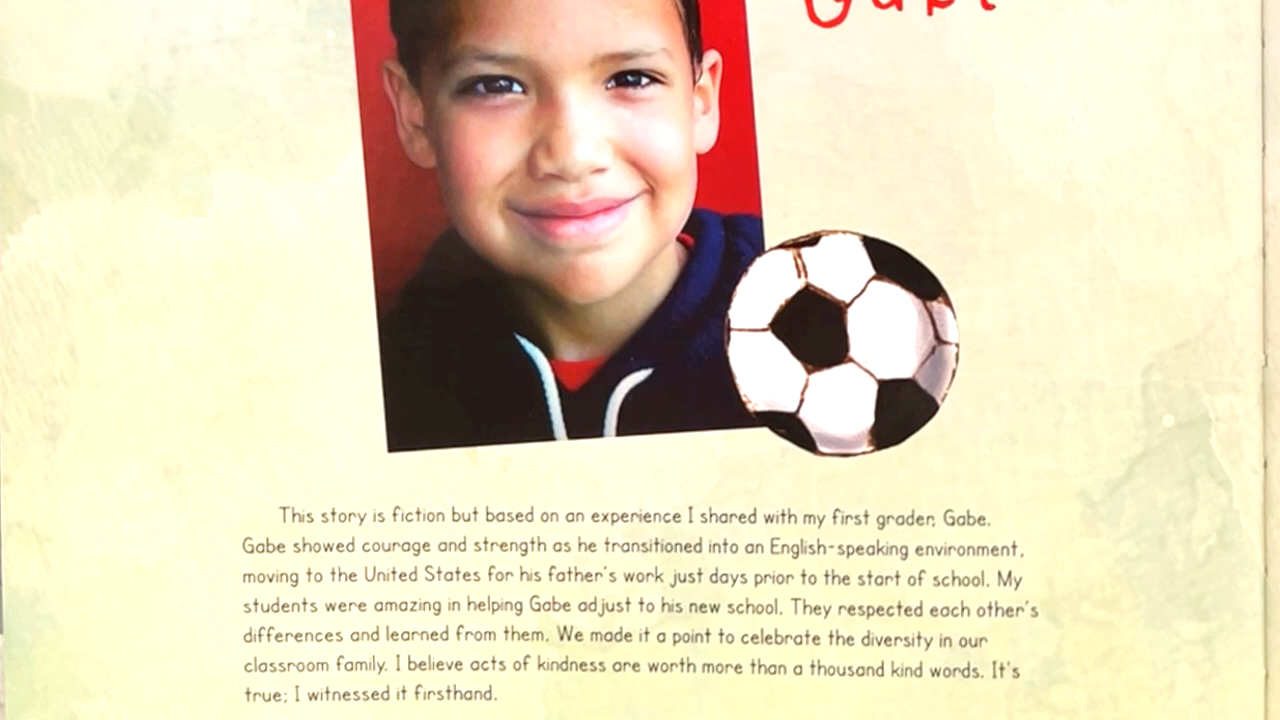 Gabe
This story is fiction but based on an experience I shared with my first grader, Gabe.
Gabe showed courage and strength as he transitioned into an English-speaking environment,
moving to the United States for his father's work just days prior to the start of school. My
students were amazing in helping Gabe adjust to his new school. They respected each other's
differences and learned from them. We made it a point to celebrate the diversity in our
classroom family. I believe acts of kindness are worth more than a thousand kind words. It's
true; I witnessed it firsthand.